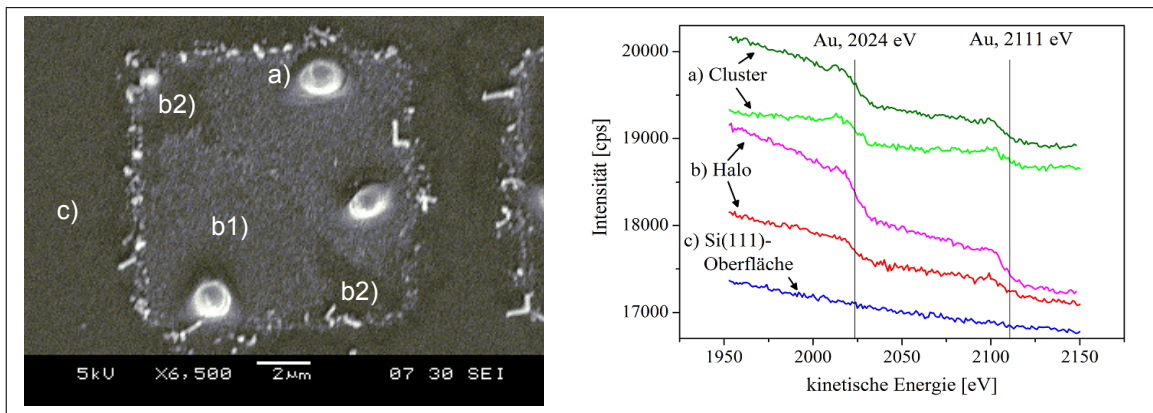 a)
b2)
c)
b1)
b2)
5kV X6,500 2μm 07 30 SEI
20000
19000
18000
17000
Intensität [cps]
Au, 2024 eV Au, 2111 eV
a) Cluster
b) Halo
c) Si(111)-
Oberfläche
1950 2000 2050 2100 2150
kinetische Energie [eV]